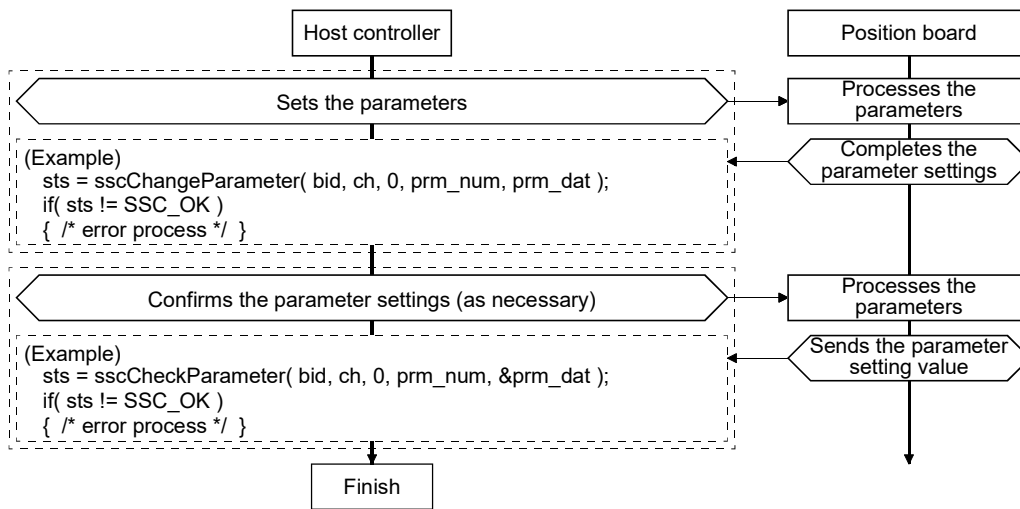 Host controller
Position board
Sets the parameters
Processes the
parameters
(Example)
sts = sscChangeParameter( bid, ch, 0, prm_num, prm_dat );
if( sts != SSC_OK )
{  /* error process */  }
Completes the
parameter settings
Confirms the parameter settings (as necessary)
Processes the
parameters
(Example)
sts = sscCheckParameter( bid, ch, 0, prm_num, &prm_dat );
if( sts != SSC_OK )
{  /* error process */  }
Sends the parameter
setting value
Finish